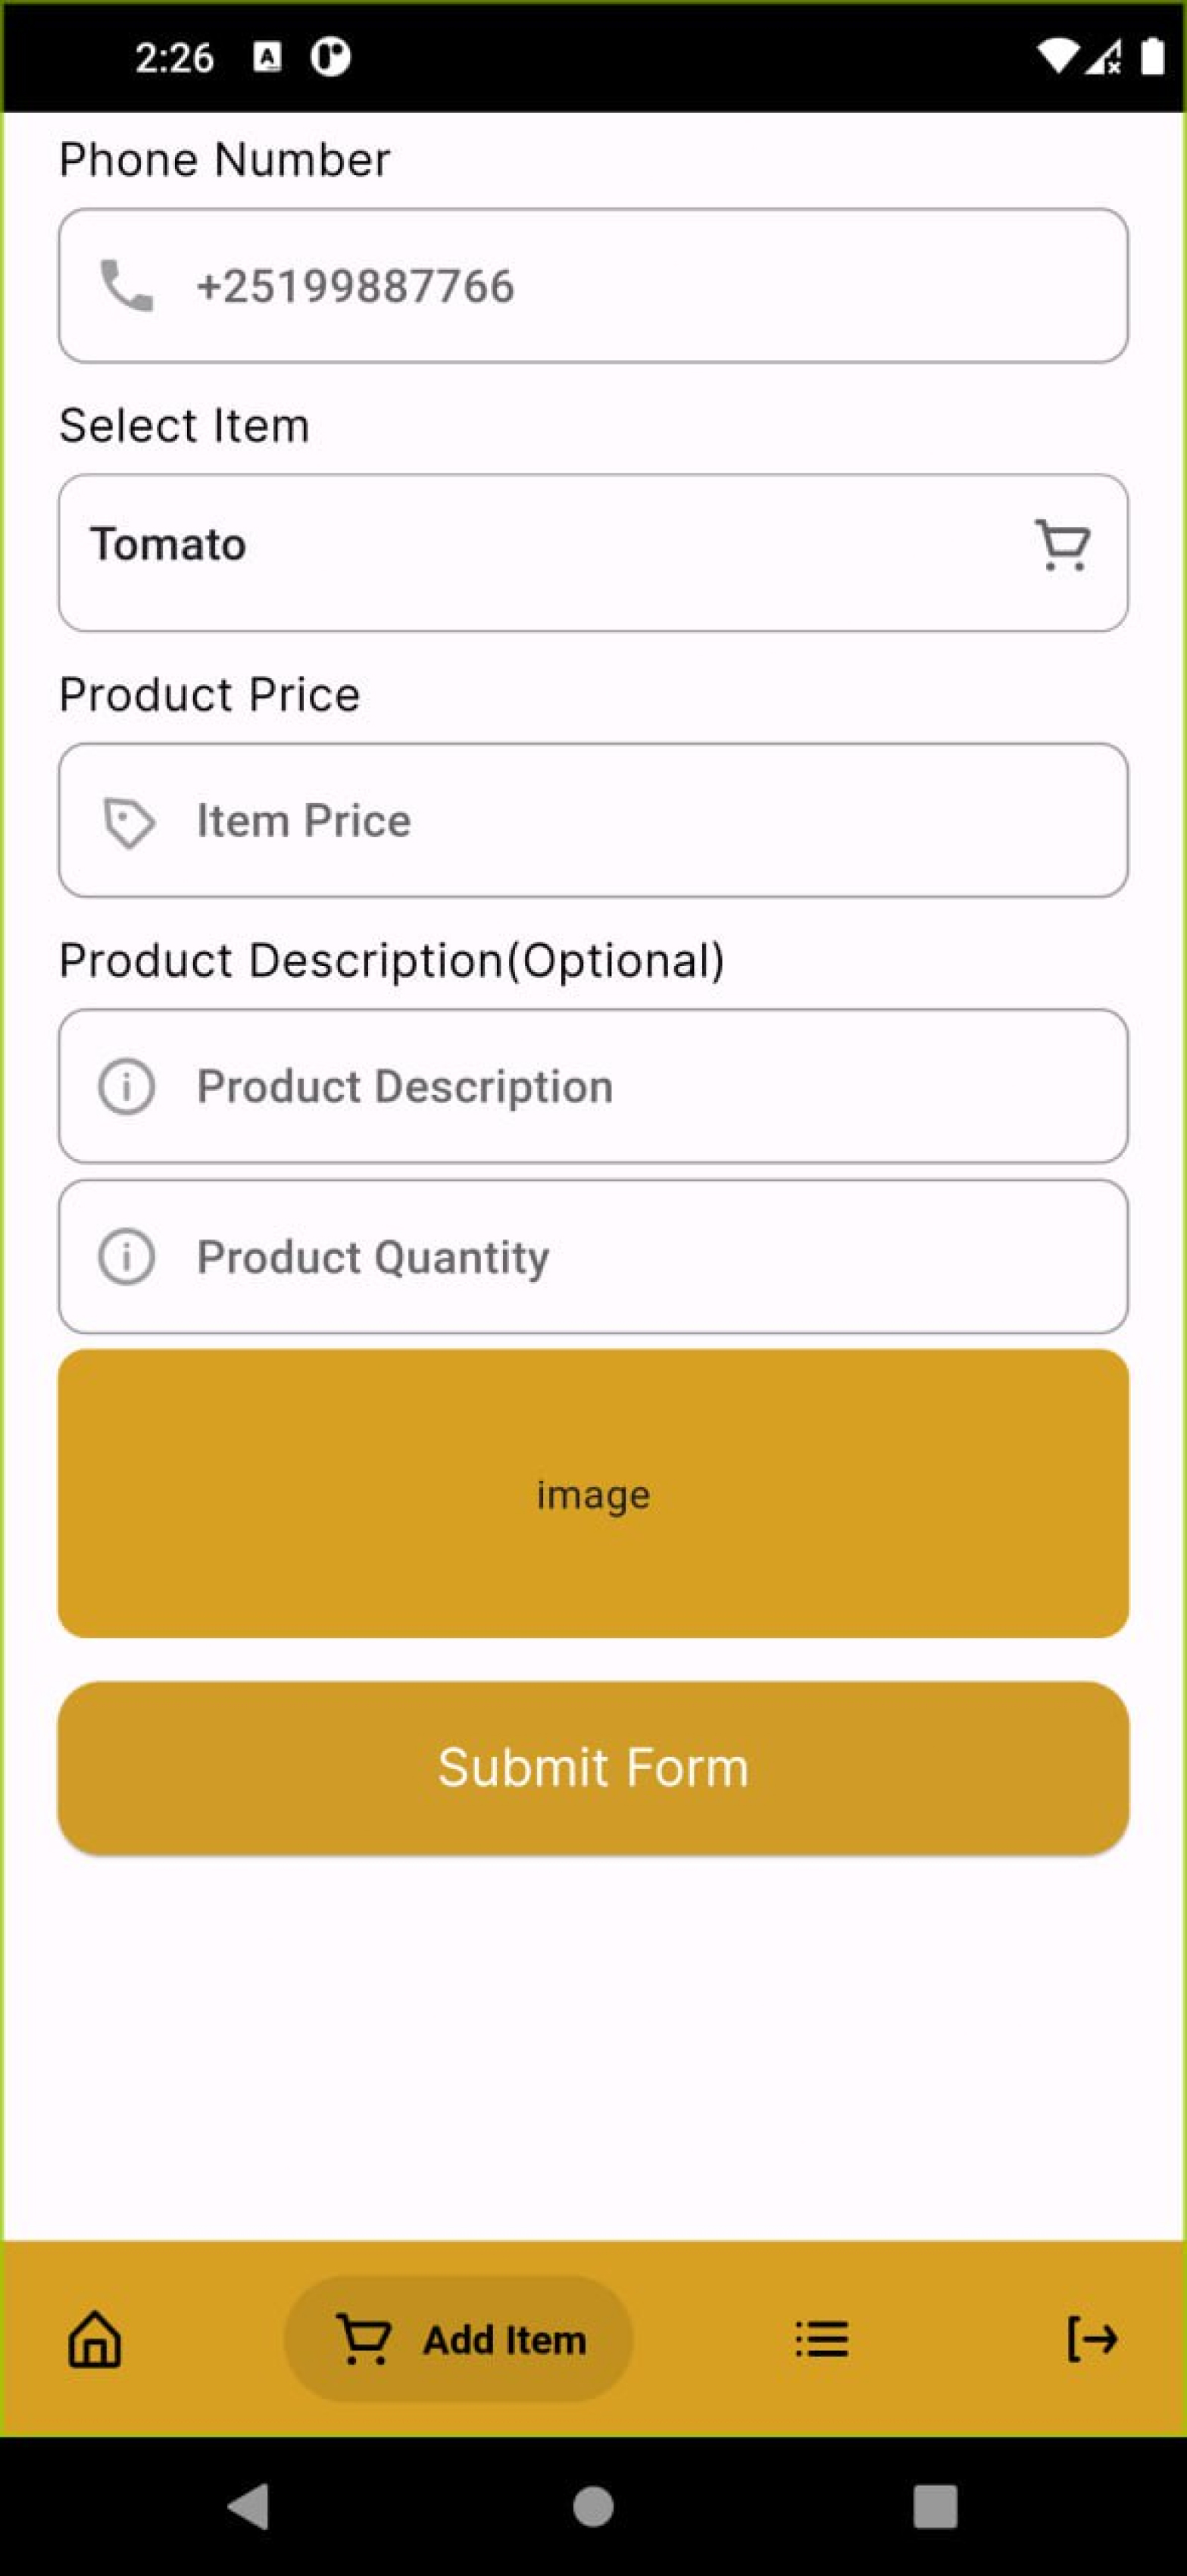 2:26
Phone Number
+25199887766
Select Item
Tomato
Product Price
Item Price
Product Description(Optional)
Product Description
Product Quantity
image
Submit Form
Add Item